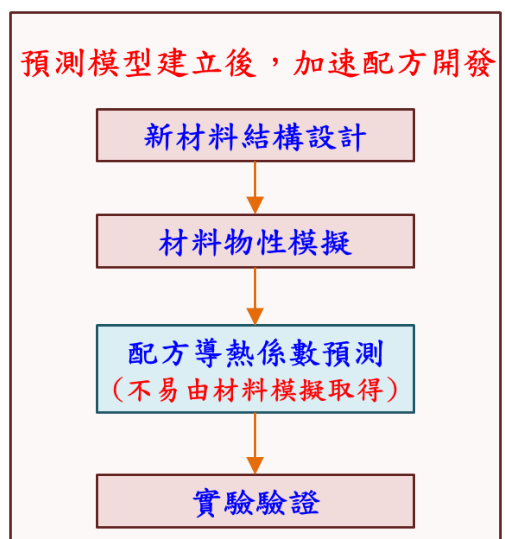 預測模型建立後，加速配方開發
新材料結構設計
材料物性模擬
配方導熱係數預測
(不易由材料模擬取得)
實驗驗證